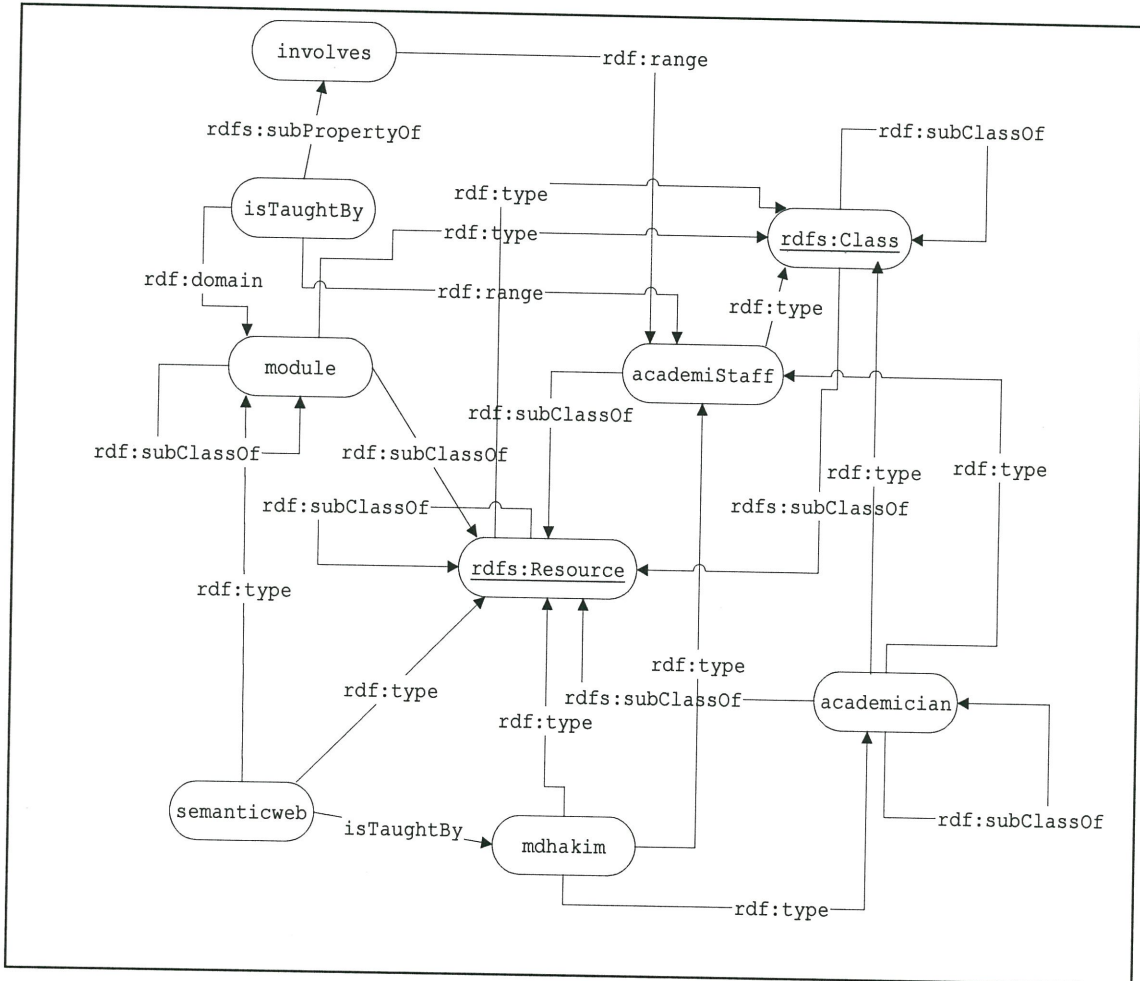 involves
rdf:range
rdfs:subPropertyOf
rdf:subClassOf
rdf:type
isTaughtBy
rdf:type
rdfs:Class
rdf:domain
rdf:range
rdf:type
module
academiStaff
rdf:subClassOf
rdf:subClassOf
rdf:subClassOf
rdf:type
rdf:type
rdf:subClassOf
rdfs:subClassOf
rdfs:Resource
rdf:type
rdf:type
rdf:type
rdfs:subClassOf
academician
rdf:type
semanticweb
isTaughtBy
mdhakim
rdf:subClassOf
rdf:type